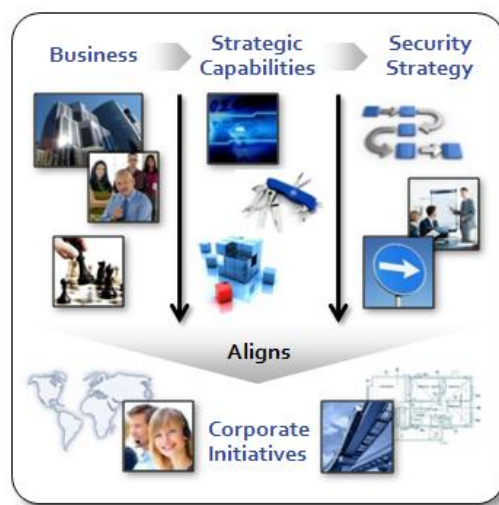 Business
Strategic
Capabilities
Security
Strategy
Aligns
Corporate
Initiatives